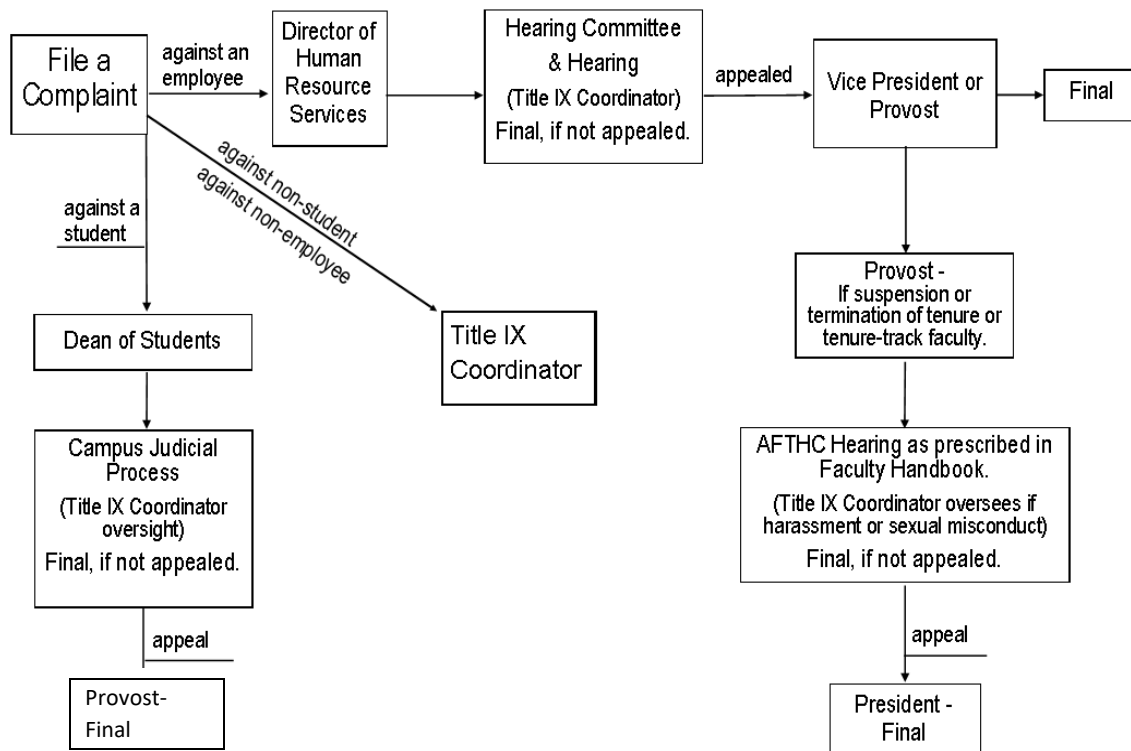 File a
Complaint
against an
employee
Director of
Human
Resource
Services
Hearing Committee
& Hearing
(Title IX Coordinator)
Final, if not appealed.
appealed
Vice President or
Provost
Final
against a
student
against non-student
against non-employee
Title IX
Coordinator
Provost -
If suspension or
termination of tenure or
tenure-track faculty.
Dean of Students
Campus Judicial
Process
(Title IX Coordinator
oversight)
Final, if not appealed.
AFTHC Hearing as prescribed in
Faculty Handbook.
(Title IX Coordinator oversees if
harassment or sexual misconduct)
Final, if not appealed.
appeal
Provost-
Final
appeal
President -
Final